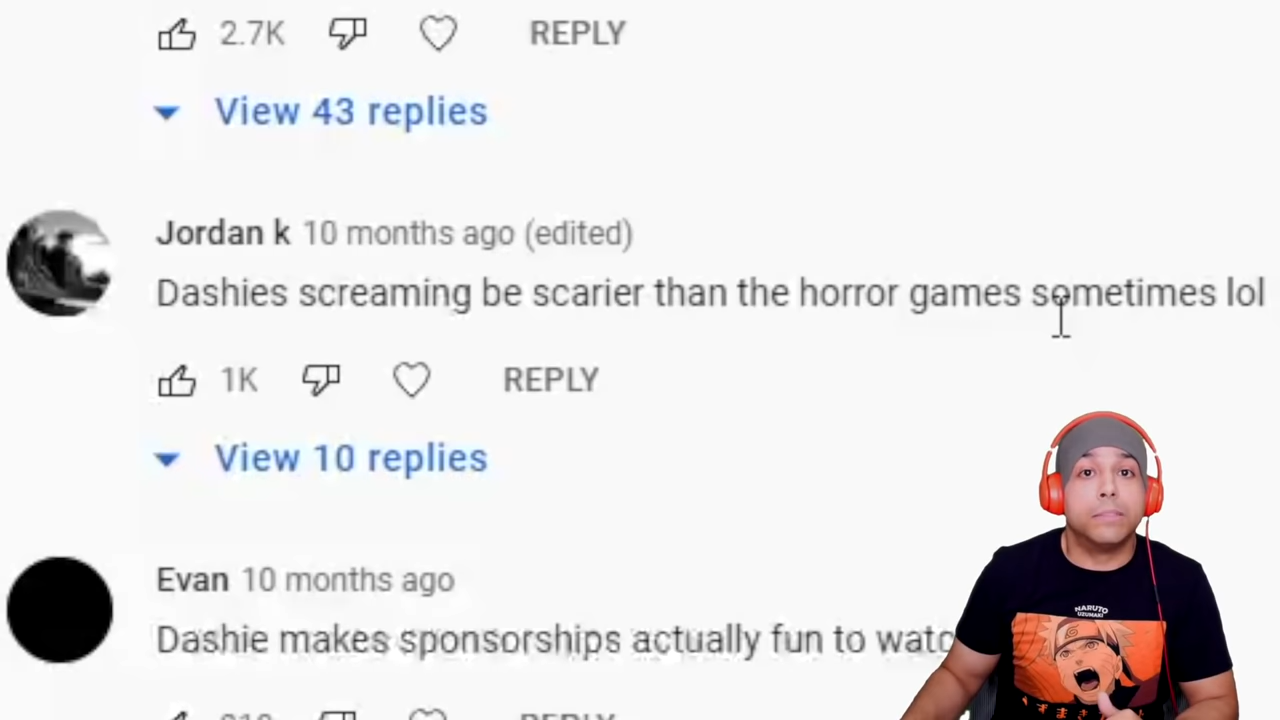 2.7K REPLY
View 43 replies
Jordan k 10 months ago (edited)
Dashies screaming be scarier than the horror games sometimes lol
1K REPLY
View 10 replies
Evan 10 months ago
Dashie makes sponsorships actually fun to watc
NARUTO
UZUMAKI
REPLY